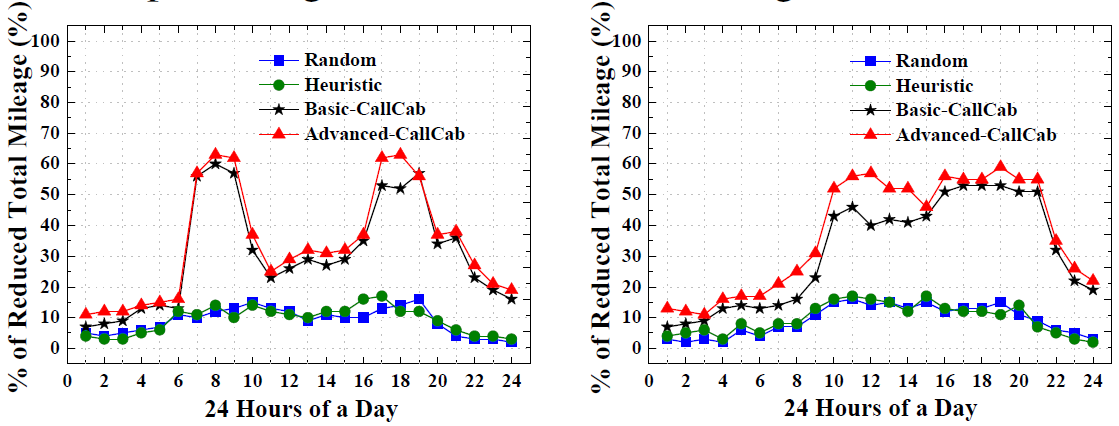 % of Reduced Total Mileage (%)
100
90
80
70
60
50
40
30
20
10
0
Random
Heuristic
Basic-CallCab
Advanced-CallCab
0 2 4 6 8 10 12 14 16 18 20 22 24
24 Hours of a Day
% of Reduced Total Mileage (%)
100
90
80
70
60
50
40
30
20
10
0
Random
Heuristic
Basic-CallCab
Advanced-CallCab
0 2 4 6 8 10 12 14 16 18 20 22 24
24 Hours of a Day